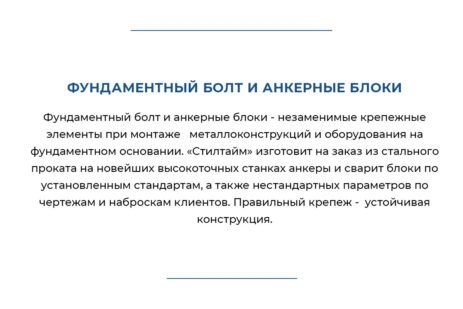 ФУНДАМЕНТНЫЙ БОЛТ И АНКЕРНЫЕ БЛОКИ
Фундаментный болт и анкерные блоки - незаменимые крепежные
элементы при монтаже металлоконструкций и оборудования на
фундаментном основании. «Стилтайм» изготовит на заказ из стального
проката на новейших высокоточных станках анкеры и сварит блоки по
установленным стандартам, а также нестандартных параметров по
чертежам и наброскам клиентов. Правильный крепеж - устойчивая
конструкция.